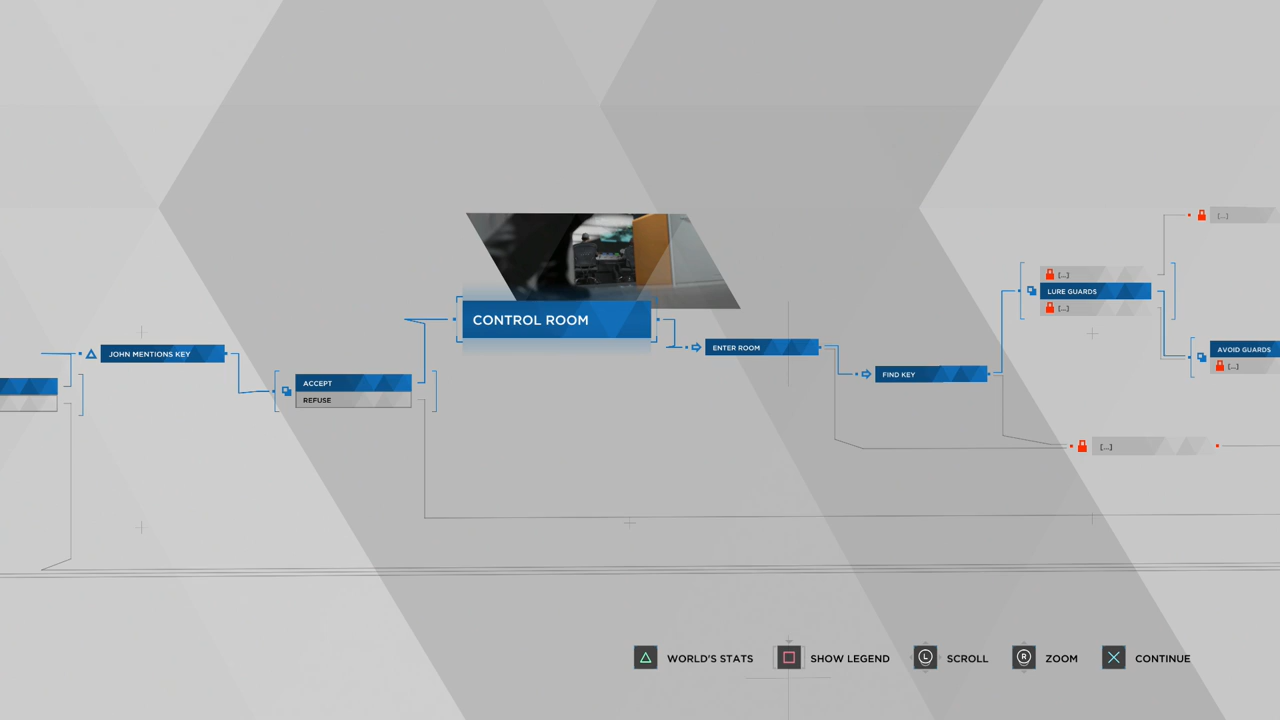 [...]
[...]
LURE GUARDS
[...]
CONTROL ROOM
ENTER ROOM
JOHN MENTIONS KEY
AVOID GUARDS
[...]
FIND KEY
ACCEPT
REFUSE
[...]
WORLD'S STATS
SHOW LEGEND
L
SCROLL
R
ZOOM
CONTINUE